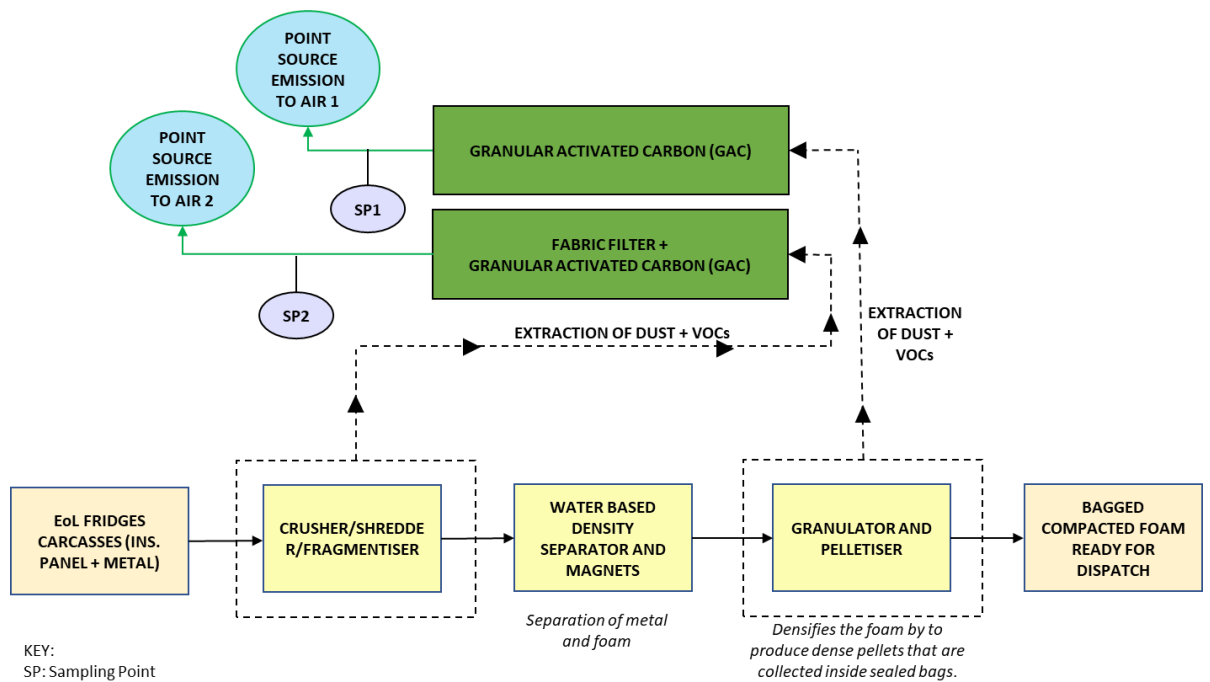 POINT
SOURCE
EMISSION
TO AIR 1
POINT
SOURCE
EMISSION
TO AIR 2
GRANULAR ACTIVATED CARBON (GAC)
SP1
FABRIC FILTER +
GRANULAR ACTIVATED CARBON (GAC)
SP2
EXTRACTION OF DUST + VOCs
EXTRACTION
OF DUST +
VOCs
EoL FRIDGES
CARCASSES (INS.
PANEL + METAL)
CRUSHER/SHREDDE
R/FRAGMENTISER
WATER BASED
DENSITY
SEPARATOR AND
MAGNETS
GRANULATOR AND
PELLETISER
BAGGED
COMPACTED FOAM
READY FOR
DISPATCH
Separation of metal
and foam
Densifies the foam by to
produce dense pellets that are
collected inside sealed bags.
KEY:
SP: Sampling Point